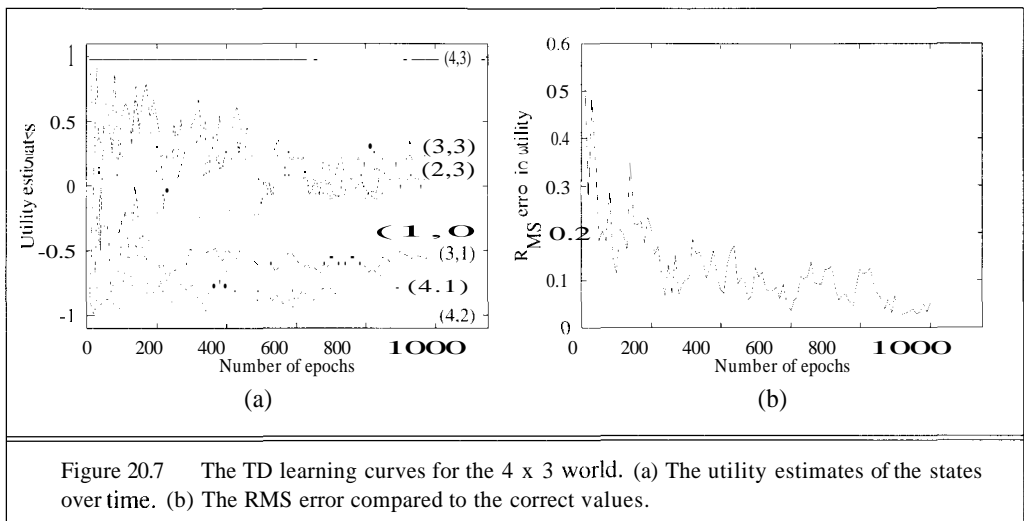 1
0.5
0
-0.5
-1
Utility estimates
(4,3)
(3,3)
(2,3)
(1,0
(3,1)
(4.1)
(4.2)
0 200 400 600 800 1000
Number of epochs
(a)
0.6
0.5
0.4
0.3
0.2
0.1
0
RMS error in utility
0 200 400 600 800 1000
Number of epochs
(b)
Figure 20.7 The TD learning curves for the 4 x 3 world. (a) The utility estimates of the states
over time. (b) The RMS error compared to the correct values.